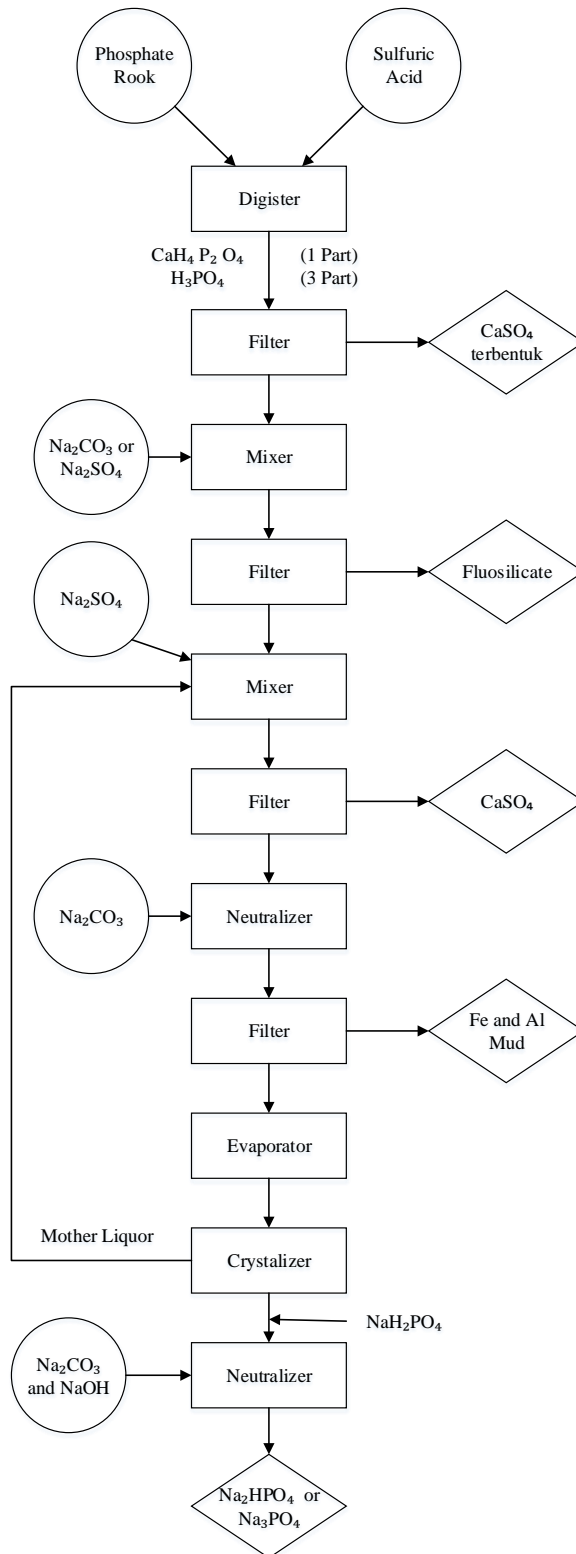 Phosphate
Rook
Sulfuric
Acid
Digister
CaH₄ P₂ O₄ (1 Part)
H₃PO₄ (3 Part)
Filter
CaSO₄
terbentuk
Na₂CO₃ or
Na₂SO₄
Mixer
Filter
Fluosilicate
Na₂SO₄
Mixer
Filter
CaSO₄
Na₂CO₃
Neutralizer
Filter
Fe and Al
Mud
Evaporator
Mother Liquor
Crystalizer
NaH₂PO₄
Na₂CO₃
and NaOH
Neutralizer
Na₂HPO₄ or
Na₃PO₄